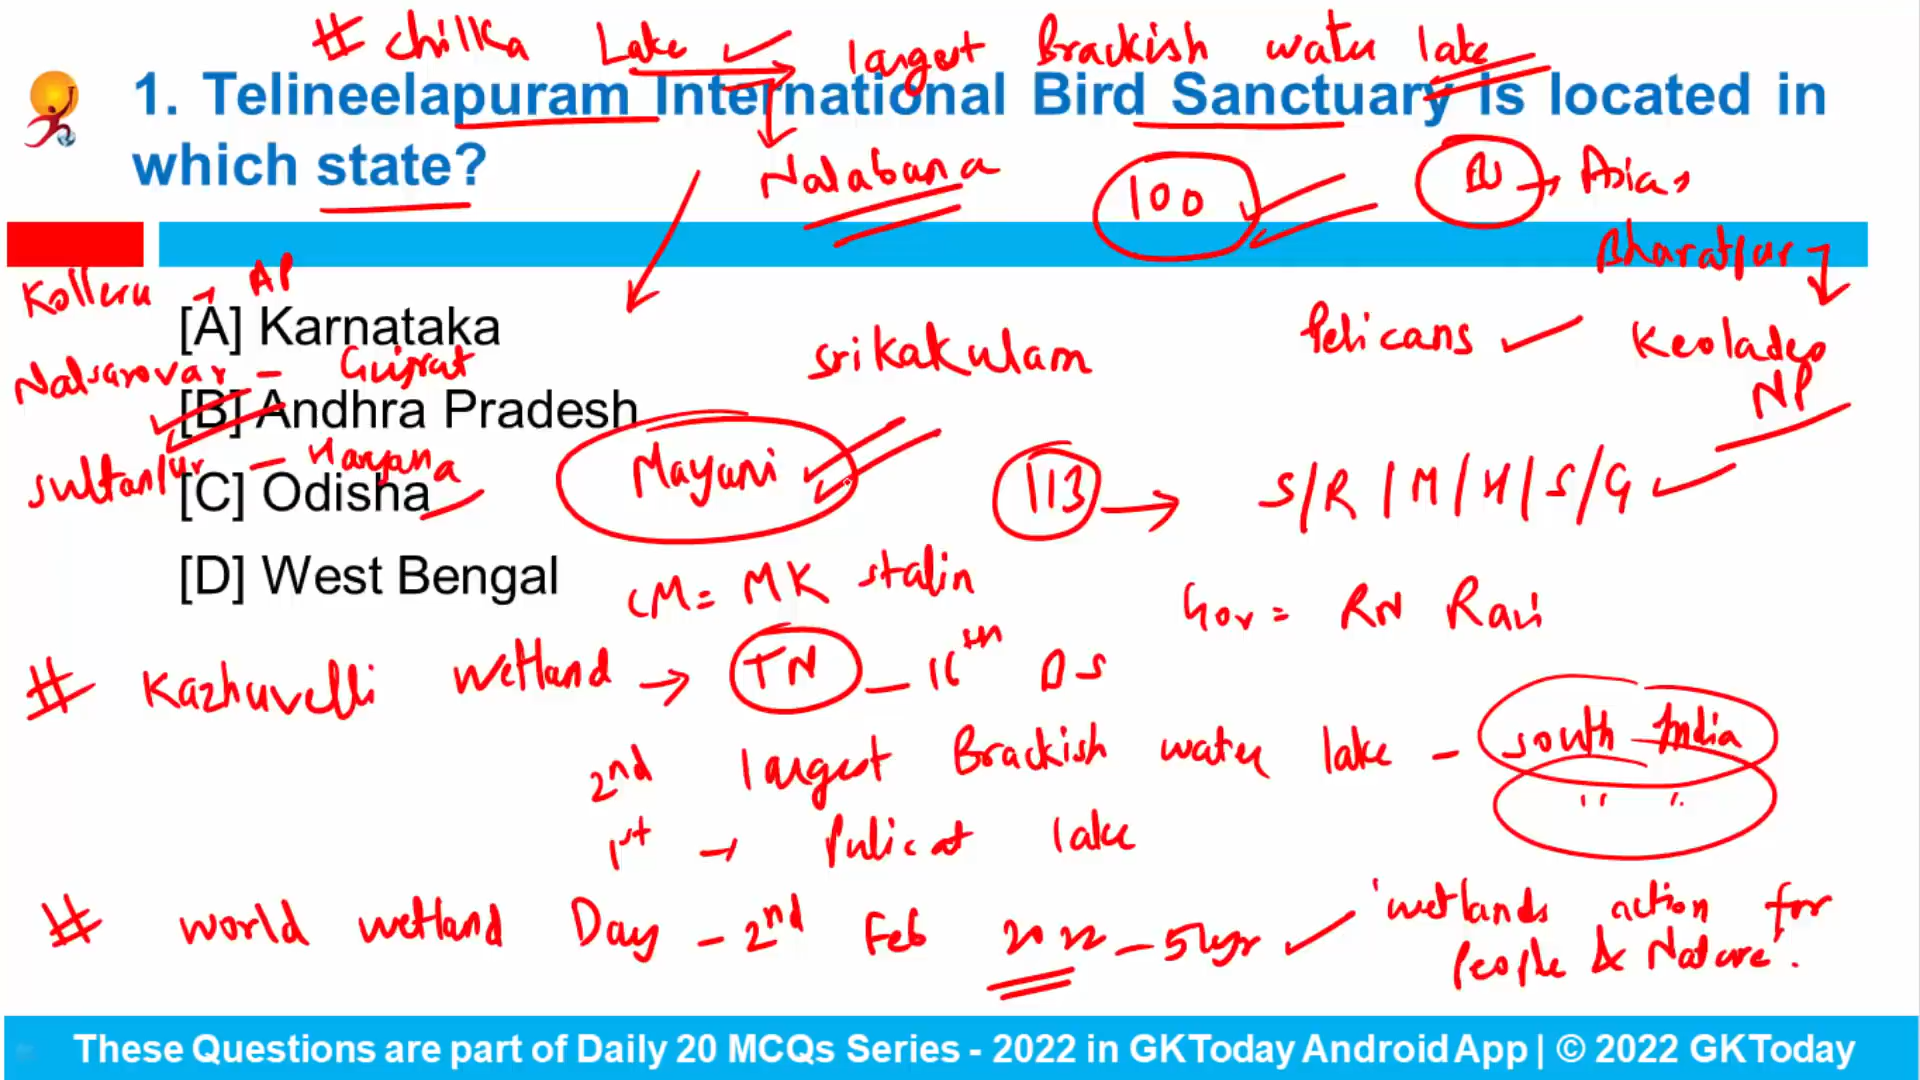 # Chilka Lake largest Brackish water lake
1. Telineelapuram International Bird Sanctuary is located in
which state?
Nalabana 100 Asia
Bharatpur
Kolleru → AP
[A] Karnataka
Srikakulam Pelicans Keoladeo
Nalsarovar - Gujrat
NP
[B] Andhra Pradesh
Sultanpur - Haryana
Mayani 113 → S/R/M/H/S/G
[C] Odisha
[D] West Bengal
CM = MK Stalin Gov = RN Ravi
# Kazhuvelli Wetland → TN - 16th
2nd largest Brackish water lake - South India
1st → Pulicat lake " "
# World Wetland Day - 2nd Feb 2022 - 51yr 'Wetlands action for
People & Nature'.
These Questions are part of Daily 20 MCQs Series - 2022 in GKToday Android App | © 2022 GKToday